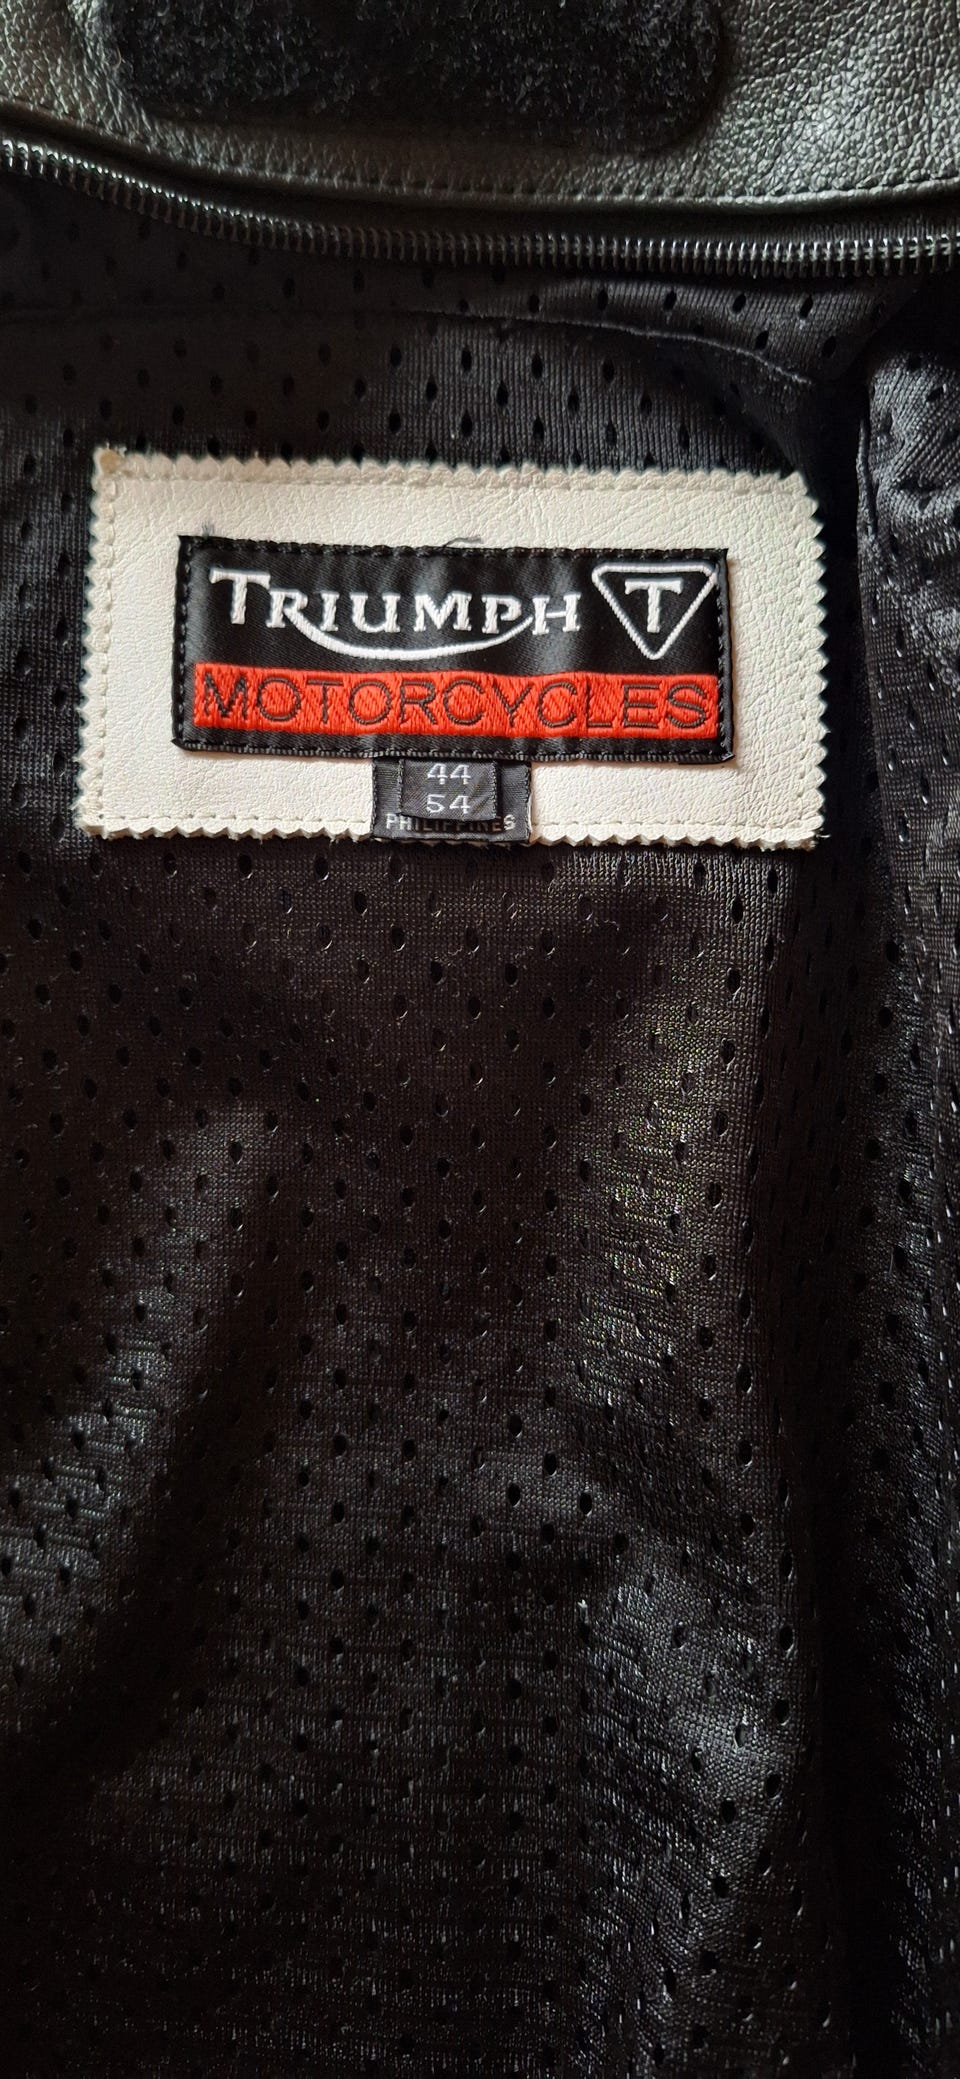 TRIUMPH T
MOTORCYCLES
44
54
PHILIPPINES